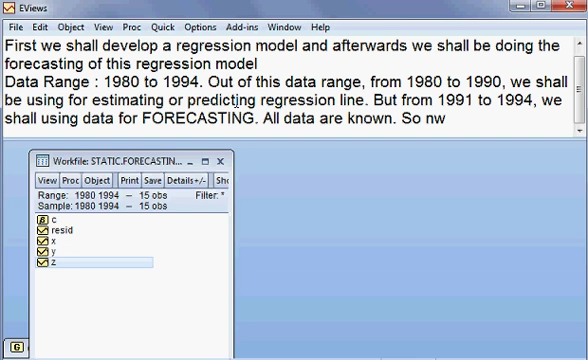 EViews
File Edit Object View Proc Quick Options Add-ins Window Help
First we shall develop a regression model and afterwards we shall be doing the
forecasting of this regression model
Data Range : 1980 to 1994. Out of this data range, from 1980 to 1990, we shall
be using for estimating or predicting regression line. But from 1991 to 1994, we
shall using data for FORECASTING. All data are known. So nw
Workfile: STATIC.FORECASTIN...
View Proc Object Print Save Details+/- Sho
Range: 1980 1994 – 15 obs Filter: *
Sample: 1980 1994 – 15 obs
c
resid
x
y
z
G